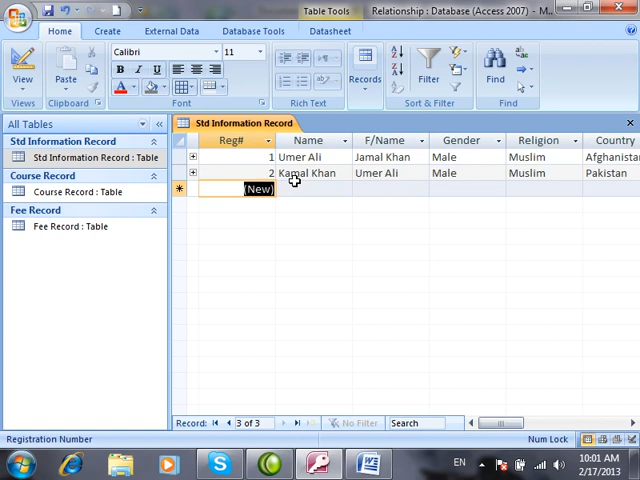 Table Tools
Relationship : Database (Access 2007) - M...
Home
Create
External Data
Database Tools
Datasheet
View
Views
Paste
Clipboard
Calibri
11
B I U
A
Font
ab
Rich Text
Records
Filter
Sort & Filter
Find
Find
All Tables
Std Information Record
Std Information Record : Table
Course Record
Course Record : Table
Fee Record
Fee Record : Table
Std Information Record
Reg# Name F/Name Gender Religion Country
1 Umer Ali Jamal Khan Male Muslim Afghanistan
2 Kamal Khan Umer Ali Male Muslim Pakistan
(New)
Record: 3 of 3 No Filter Search
Registration Number
Num Lock
EN
10:01 AM
2/17/2013